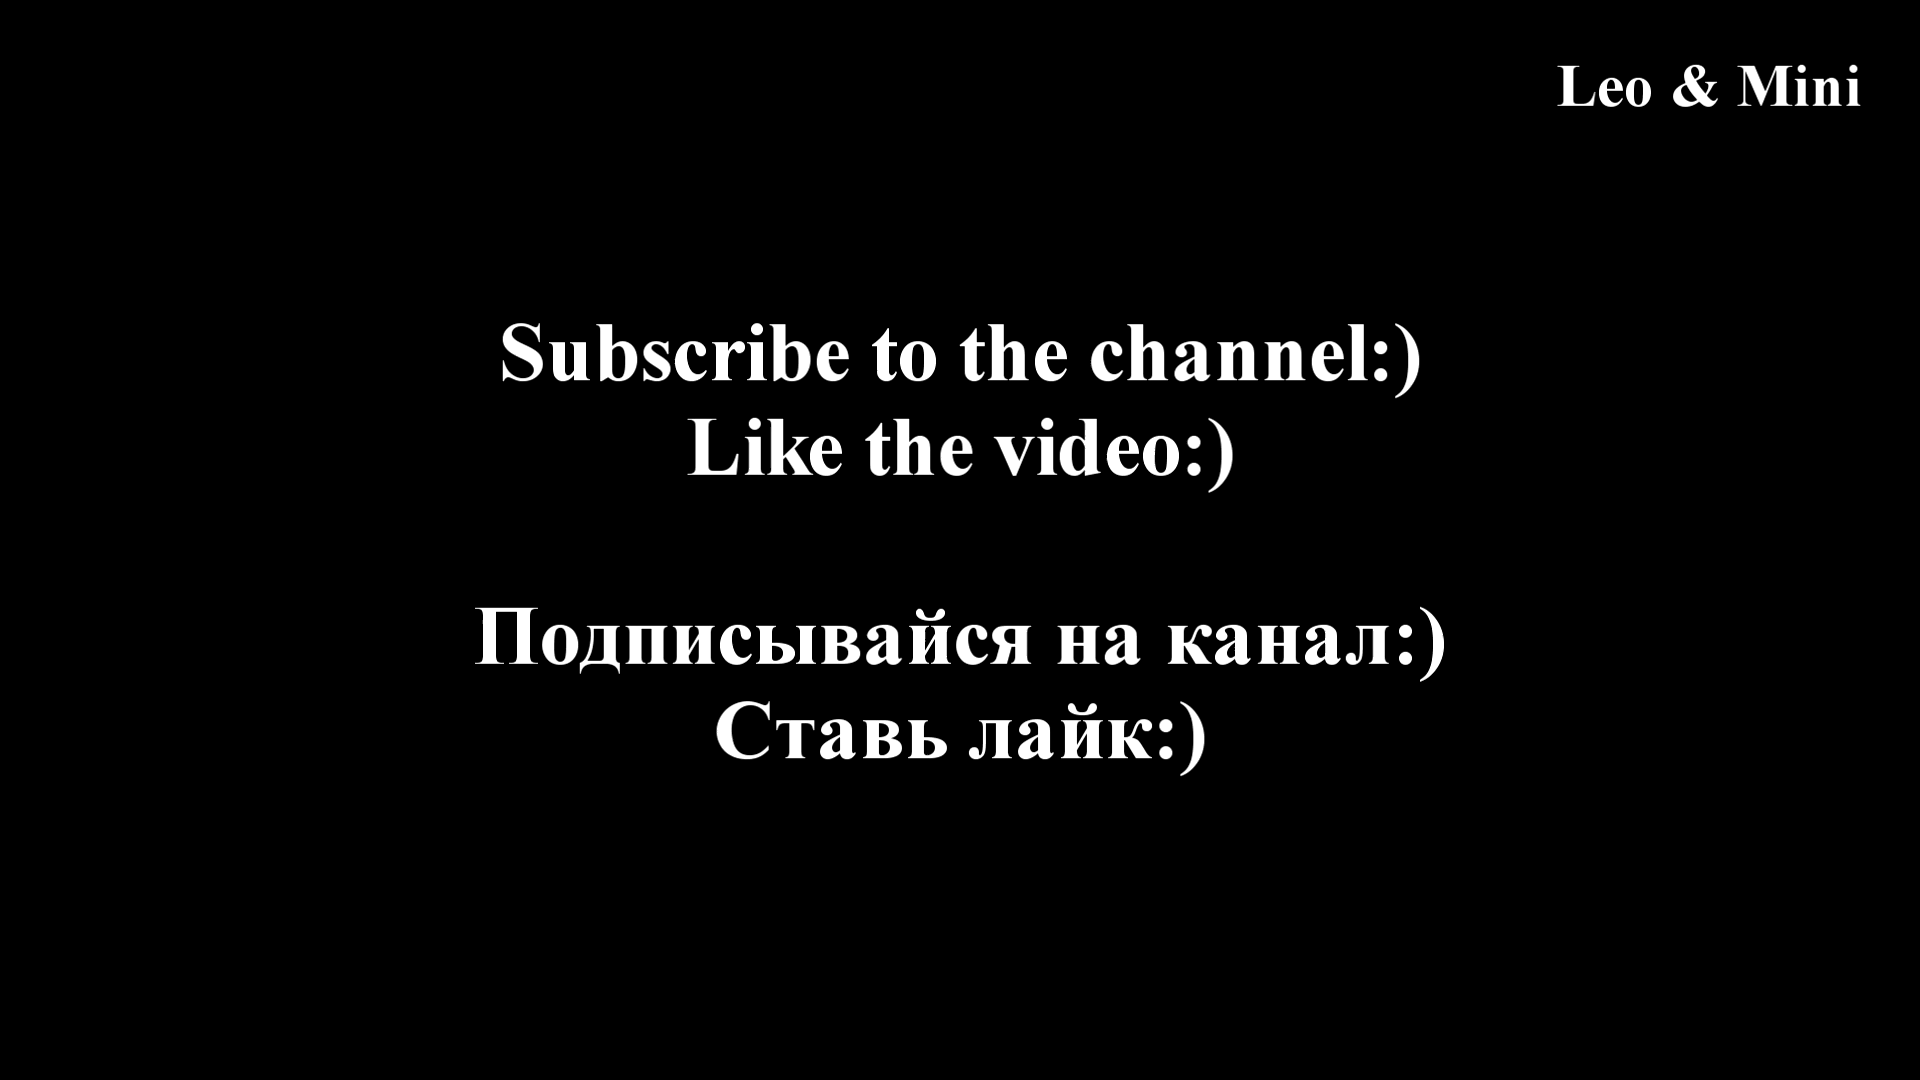 Leo & Mini
Subscribe to the channel:)
Like the video:)
Подписывайся на канал:)
Ставь лайк:)